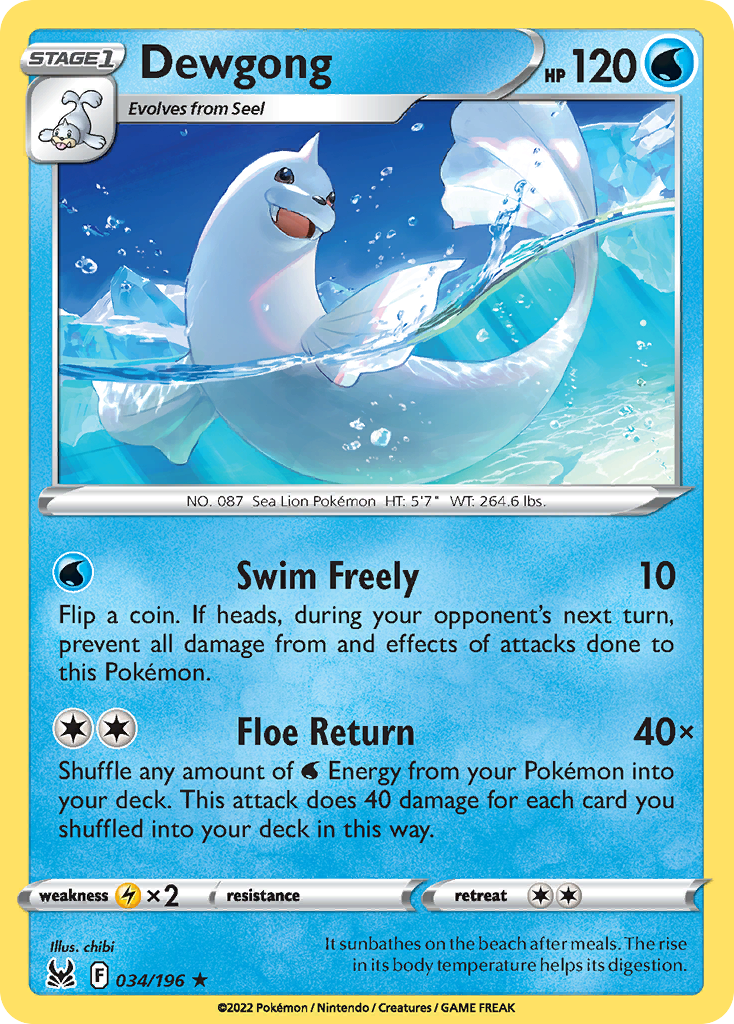 STAGE1
Dewgong
HP 120
Evolves from Seel
NO. 087 Sea Lion Pokémon HT: 5'7" WT: 264.6 lbs.
Swim Freely 10
Flip a coin. If heads, during your opponent's next turn,
prevent all damage from and effects of attacks done to
this Pokémon.
Floe Return 40×
Shuffle any amount of Energy from your Pokémon into
your deck. This attack does 40 damage for each card you
shuffled into your deck in this way.
weakness ×2 resistance retreat
Illus. chibi
It sunbathes on the beach after meals. The rise
in its body temperature helps its digestion.
F 034/196 ★
©2022 Pokémon / Nintendo / Creatures / GAME FREAK